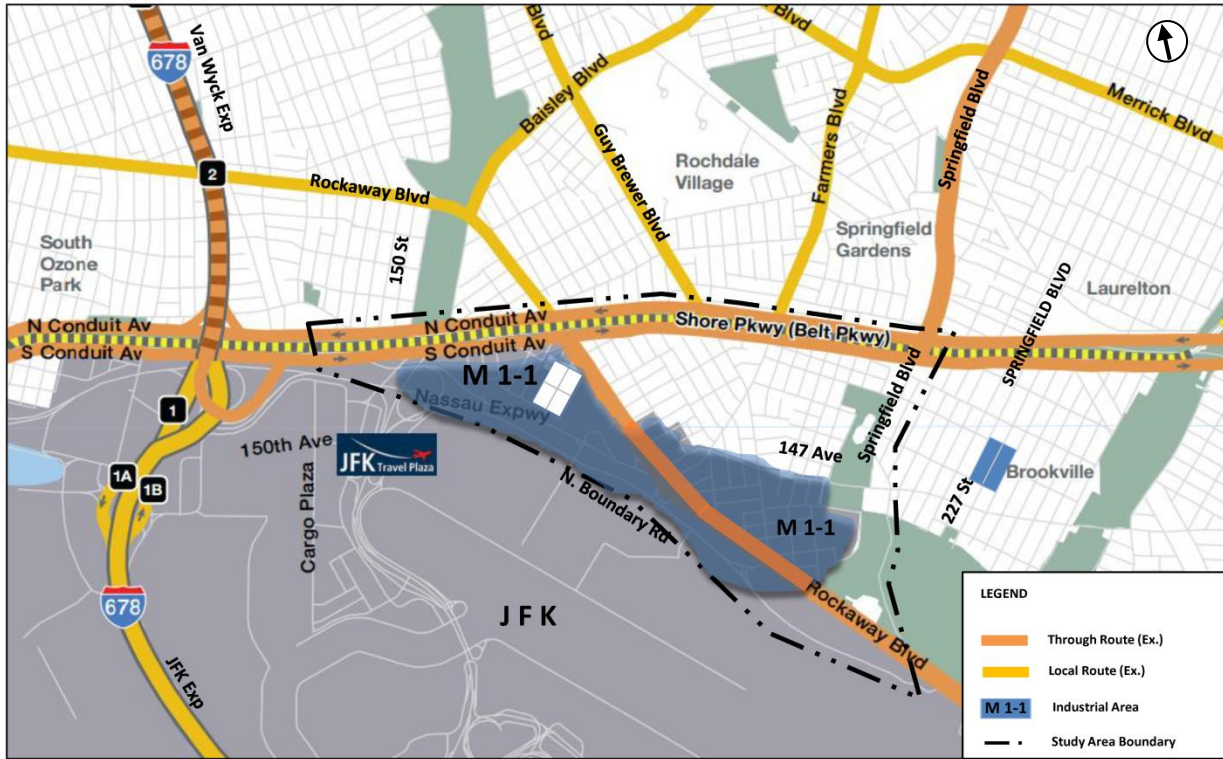 Blvd
Blvd
678
Van Wyck Exp
Baisley Blvd
Guy Brewer Blvd
Farmers Blvd
Springfield Blvd
Merrick Blvd
2
Rockaway Blvd
Rochdale
Village
South
Ozone
Park
150 St
Springfield
Gardens
SPRINGFIELD BLVD
Laurelton
N Conduit Av
S Conduit Av
N Conduit Av
S Conduit Av
Shore Pkwy (Belt Pkwy)
M 1-1
Nassau Expwy
Springfield Blvd
1
150th Ave
JFK
Travel Plaza
147 Ave
1A
1B
Cargo Plaza
N. Boundary Rd
M 1-1
227 St
Brookville
678
JFK Exp
J F K
Rockaway Blvd
LEGEND
Through Route (Ex.)
Local Route (Ex.)
M 1-1 Industrial Area
Study Area Boundary